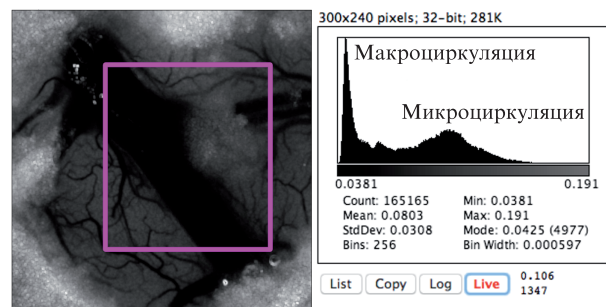 300x240 pixels; 32-bit; 281K
Макроциркуляция
Микроциркуляция
0.0381 0.191
Count: 165165 Min: 0.0381
Mean: 0.0803 Max: 0.191
StdDev: 0.0308 Mode: 0.0425 (4977)
Bins: 256 Bin Width: 0.000597
List Copy Log Live 0.106
1347